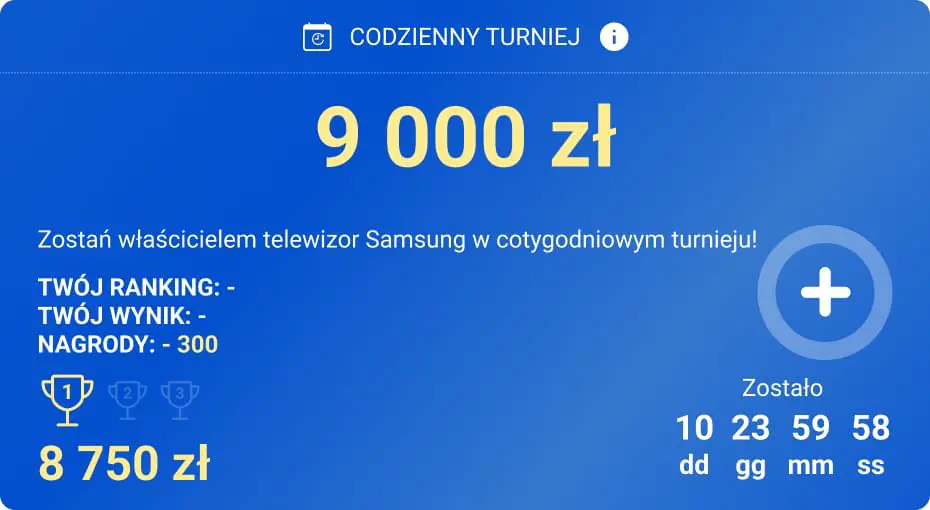 CODZIENNY TURNIEJ
9 000 zł
Zostań właścicielem telewizor Samsung w cotygodniowym turnieju!
TWÓJ RANKING: -
TWÓJ WYNIK: -
NAGRODY: - 300
1 2 3
8 750 zł
Zostało
10 23 59 58
dd gg mm ss